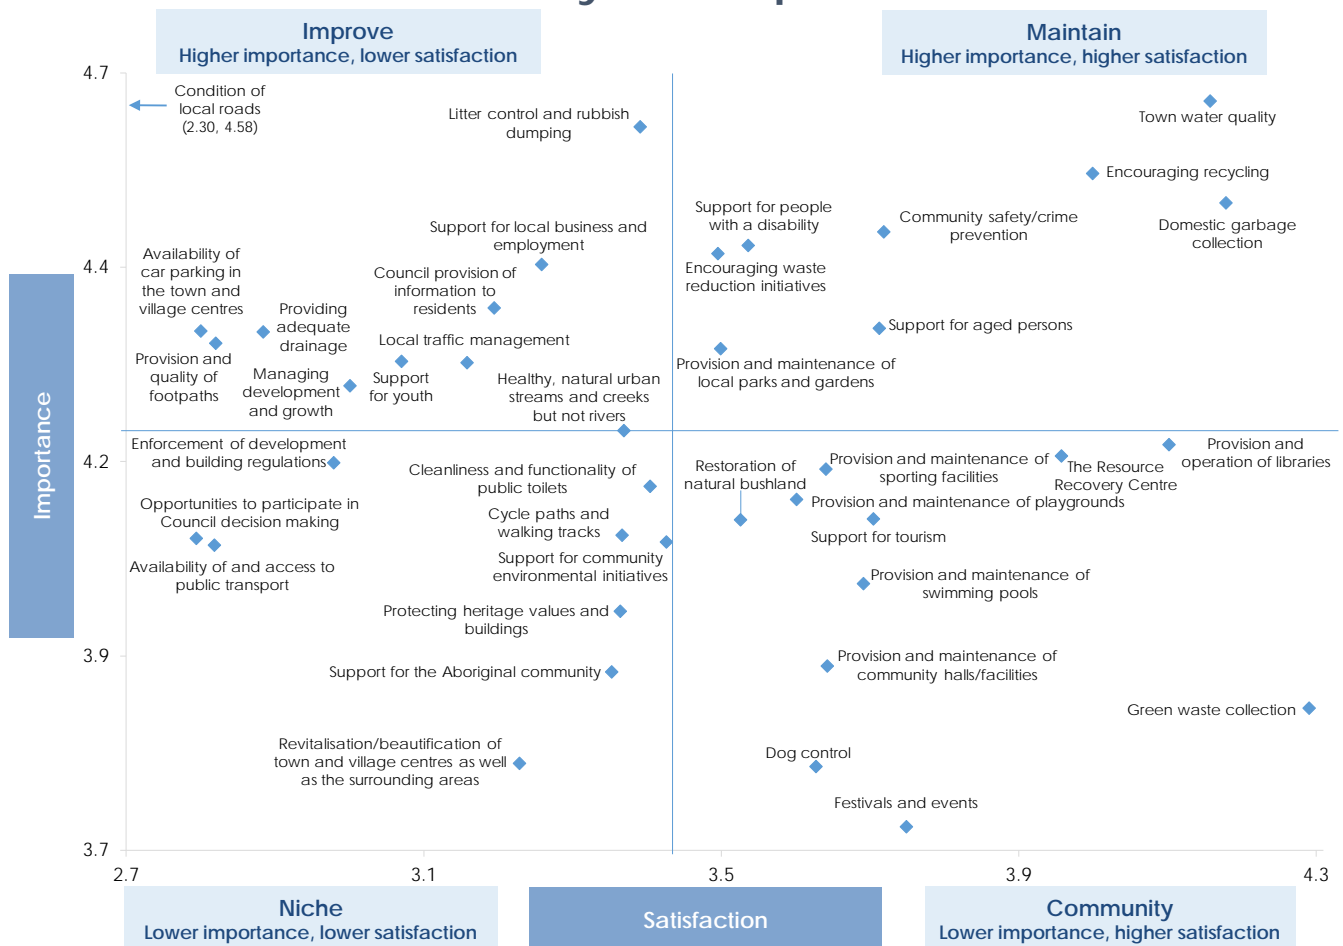 Improve
Higher importance, lower satisfaction
Maintain
Higher importance, higher satisfaction
4.7
4.4
4.2
3.9
3.7
Importance
Condition of
local roads
(2.30, 4.58)
Litter control and rubbish
dumping
Town water quality
Encouraging recycling
Domestic garbage
collection
Support for people
with a disability
Community safety/crime
prevention
Support for local business and
employment
Encouraging waste
reduction initiatives
Availability of
car parking in
the town and
village centres
Council provision of
information to
residents
Providing
adequate
drainage
Support for aged persons
Local traffic management
Provision and
quality of
footpaths
Managing
development
and growth
Support
for youth
Healthy, natural urban
streams and creeks
but not rivers
Provision and maintenance of
local parks and gardens
Enforcement of development
and building regulations
Cleanliness and functionality of
public toilets
Restoration of
natural bushland
Provision and maintenance of
sporting facilities
The Resource
Recovery Centre
Provision and
operation of libraries
Opportunities to participate in
Council decision making
Cycle paths and
walking tracks
Provision and maintenance of playgrounds
Support for tourism
Availability of and access to
public transport
Support for community
environmental initiatives
Provision and maintenance of
swimming pools
Protecting heritage values and
buildings
Support for the Aboriginal community
Provision and maintenance of
community halls/facilities
Green waste collection
Revitalisation/beautification of
town and village centres as well
as the surrounding areas
Dog control
Festivals and events
2.7
3.1
3.5
3.9
4.3
Niche
Lower importance, lower satisfaction
Satisfaction
Community
Lower importance, higher satisfaction